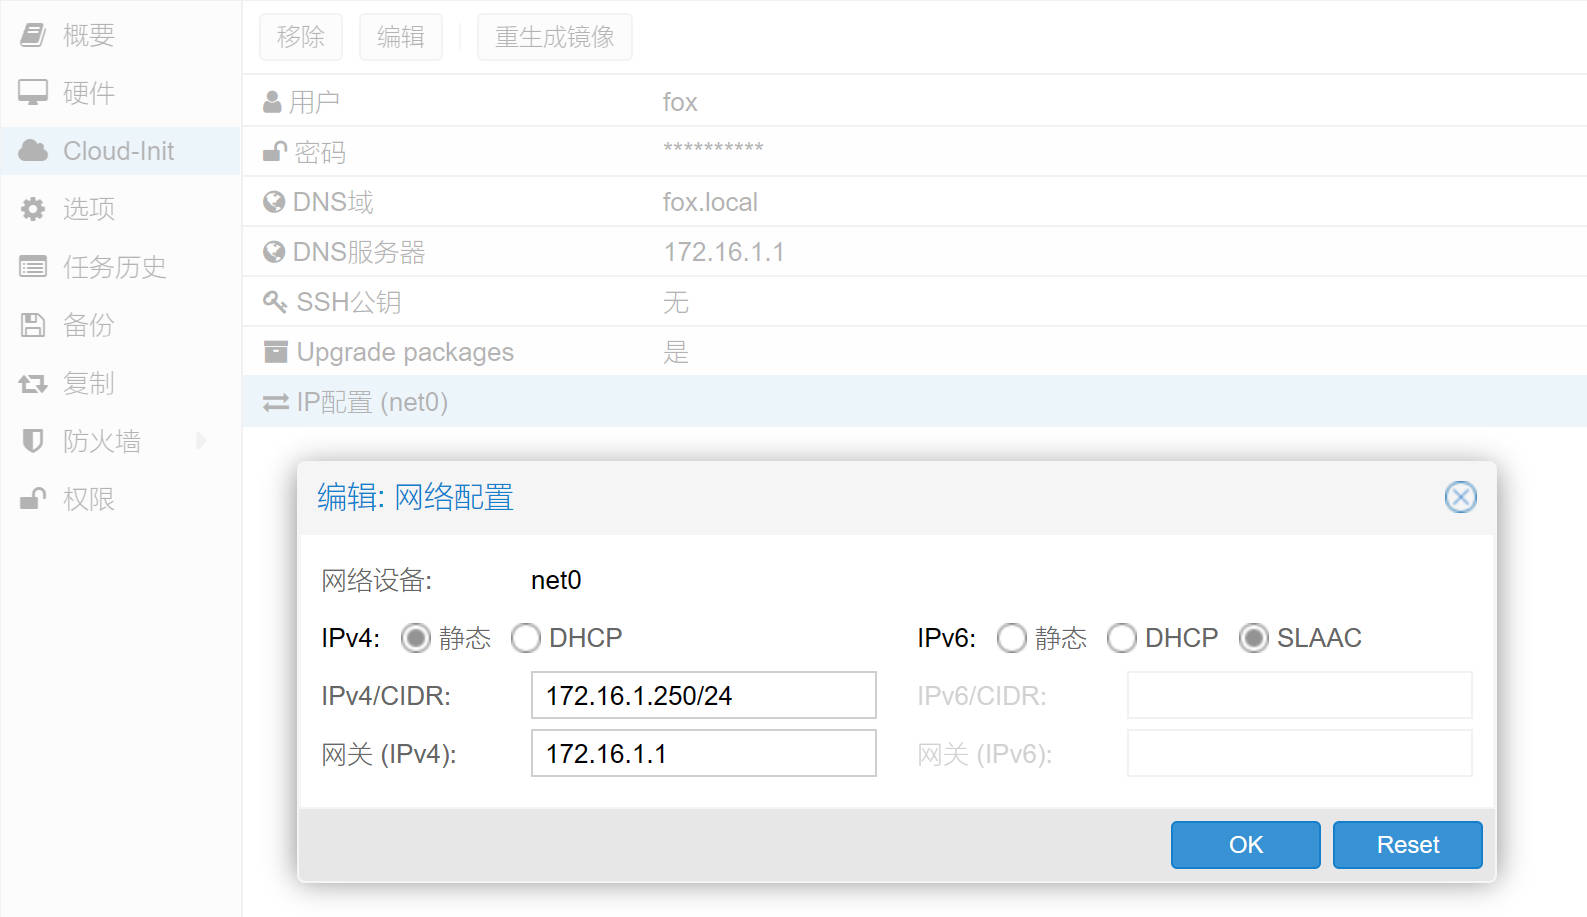 概要
硬件
Cloud-Init
选项
任务历史
备份
复制
防火墙
权限
移除 编辑 重生成镜像
用户 fox
密码 **********
DNS域 fox.local
DNS服务器 172.16.1.1
SSH公钥 无
Upgrade packages 是
IP配置 (net0)
编辑: 网络配置
网络设备: net0
IPv4: 静态 DHCP IPv6: 静态 DHCP SLAAC
IPv4/CIDR: 172.16.1.250/24 IPv6/CIDR:
网关 (IPv4): 172.16.1.1 网关 (IPv6):
OK Reset